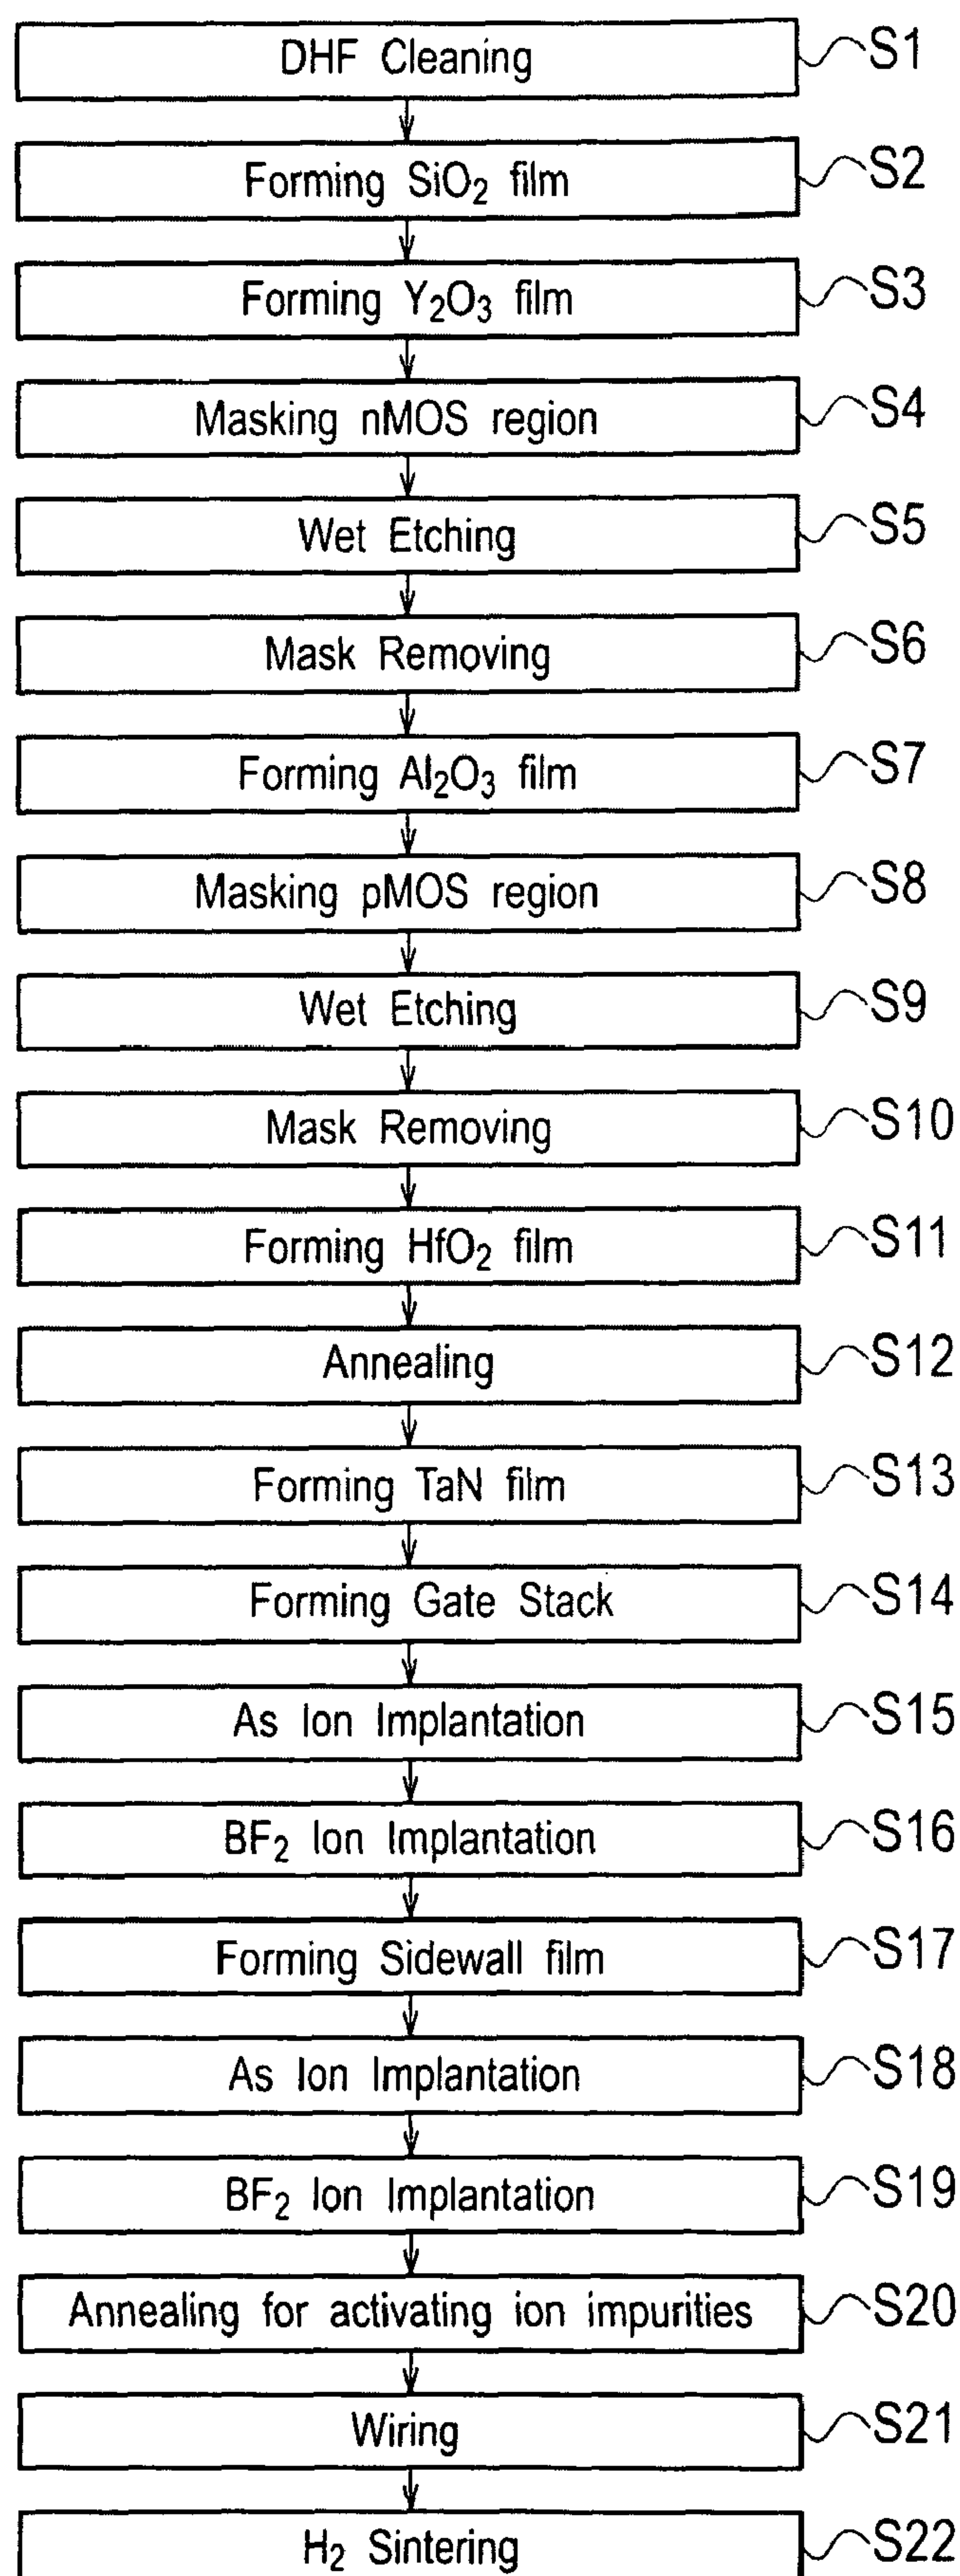 DHF Cleaning S1
Forming SiO₂ film S2
Forming Y₂O₃ film S3
Masking nMOS region S4
Wet Etching S5
Mask Removing S6
Forming Al₂O₃ film S7
Masking pMOS region S8
Wet Etching S9
Mask Removing S10
Forming HfO₂ film S11
Annealing S12
Forming TaN film S13
Forming Gate Stack S14
As Ion Implantation S15
BF₂ Ion Implantation S16
Forming Sidewall film S17
As Ion Implantation S18
BF₂ Ion Implantation S19
Annealing for activating ion impurities S20
Wiring S21
H₂ Sintering S22